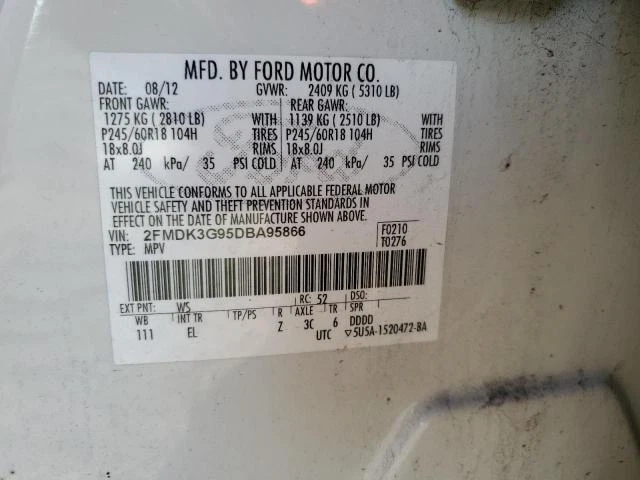 MFD. BY FORD MOTOR CO.
DATE: 08/12 GVWR: 2409 KG ( 5310 LB)
FRONT GAWR: REAR GAWR:
1275 KG ( 2810 LB) WITH 1139 KG ( 2510 LB) WITH
P245/60R18 104H TIRES P245/60R18 104H TIRES
18x8.0J RIMS 18x8.0J RIMS
AT 240 kPa/ 35 PSI COLD AT 240 kPa/ 35 PSI COLD
THIS VEHICLE CONFORMS TO ALL APPLICABLE FEDERAL MOTOR
VEHICLE SAFETY AND THEFT PREVENTION STANDARDS IN
EFFECT ON THE DATE OF MANUFACTURE SHOWN ABOVE.
VIN: 2FMDK3G95DBA95866 F0210
TYPE: MPV T0276
EXT PNT: WS RC: 52 DSO:
WB INT TR TP/PS R AXLE TR SPR
111 EL Z 3C 6 DDDD
UTC ▽5U5A-1520472-BA